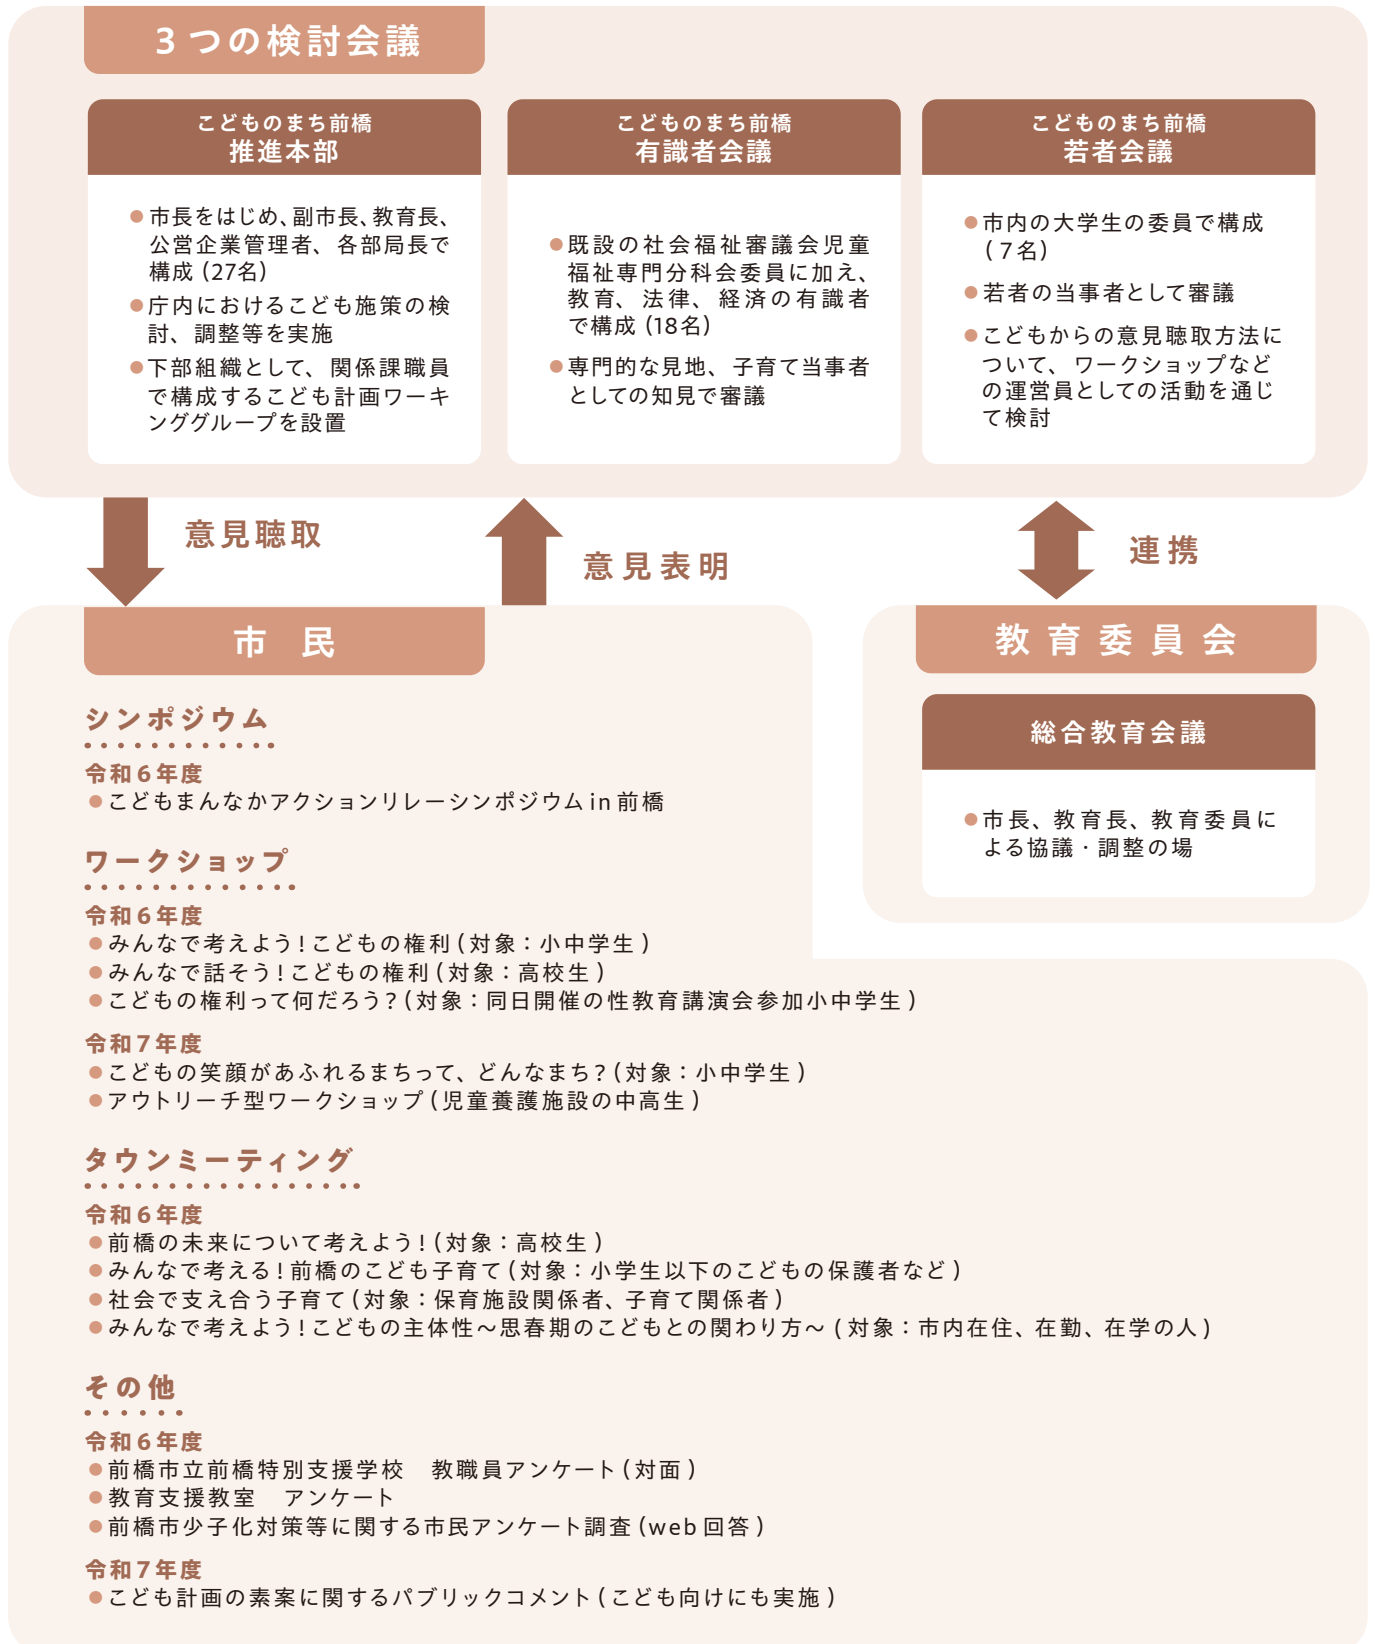 3つの検討会議
こどものまち前橋
推進本部
●市長をはじめ、副市長、教育長、
公営企業管理者、各部局長で
構成(27名)
●庁内におけるこども施策の検
討、調整等を実施
●下部組織として、関係課職員
で構成するこども計画ワーキ
ンググループを設置
こどものまち前橋
有識者会議
●既設の社会福祉審議会児童
福祉専門分科会委員に加え、
教育、法律、経済の有識者
で構成(18名)
●専門的な見地、子育て当事者
としての知見で審議
こどものまち前橋
若者会議
●市内の大学生の委員で構成
(7名)
●若者の当事者として審議
●こどもからの意見聴取方法に
ついて、ワークショップなど
の運営員としての活動を通じ
て検討
意見聴取
意見表明
連携
市民
シンポジウム
令和6年度
●こどもまんなかアクションリレーシンポジウムin前橋
ワークショップ
令和6年度
●みんなで考えよう!こどもの権利(対象:小中学生)
●みんなで話そう!こどもの権利(対象:高校生)
●こどもの権利って何だろう?(対象:同日開催の性教育講演会参加小中学生)
令和7年度
●こどもの笑顔があふれるまちって、どんなまち?(対象:小中学生)
●アウトリーチ型ワークショップ(児童養護施設の中高生)
タウンミーティング
令和6年度
●前橋の未来について考えよう!(対象:高校生)
●みんなで考える!前橋のこども子育て(対象:小学生以下のこどもの保護者など)
●社会で支え合う子育て(対象:保育施設関係者、子育て関係者)
●みんなで考えよう!こどもの主体性〜思春期のこどもとの関わり方〜(対象:市内在住、在勤、在学の人)
その他
令和6年度
●前橋市立前橋特別支援学校 教職員アンケート(対面)
●教育支援教室 アンケート
●前橋市少子化対策等に関する市民アンケート調査(web回答)
令和7年度
●こども計画の素案に関するパブリックコメント(こども向けにも実施)
教育委員会
総合教育会議
●市長、教育長、教育委員に
よる協議・調整の場